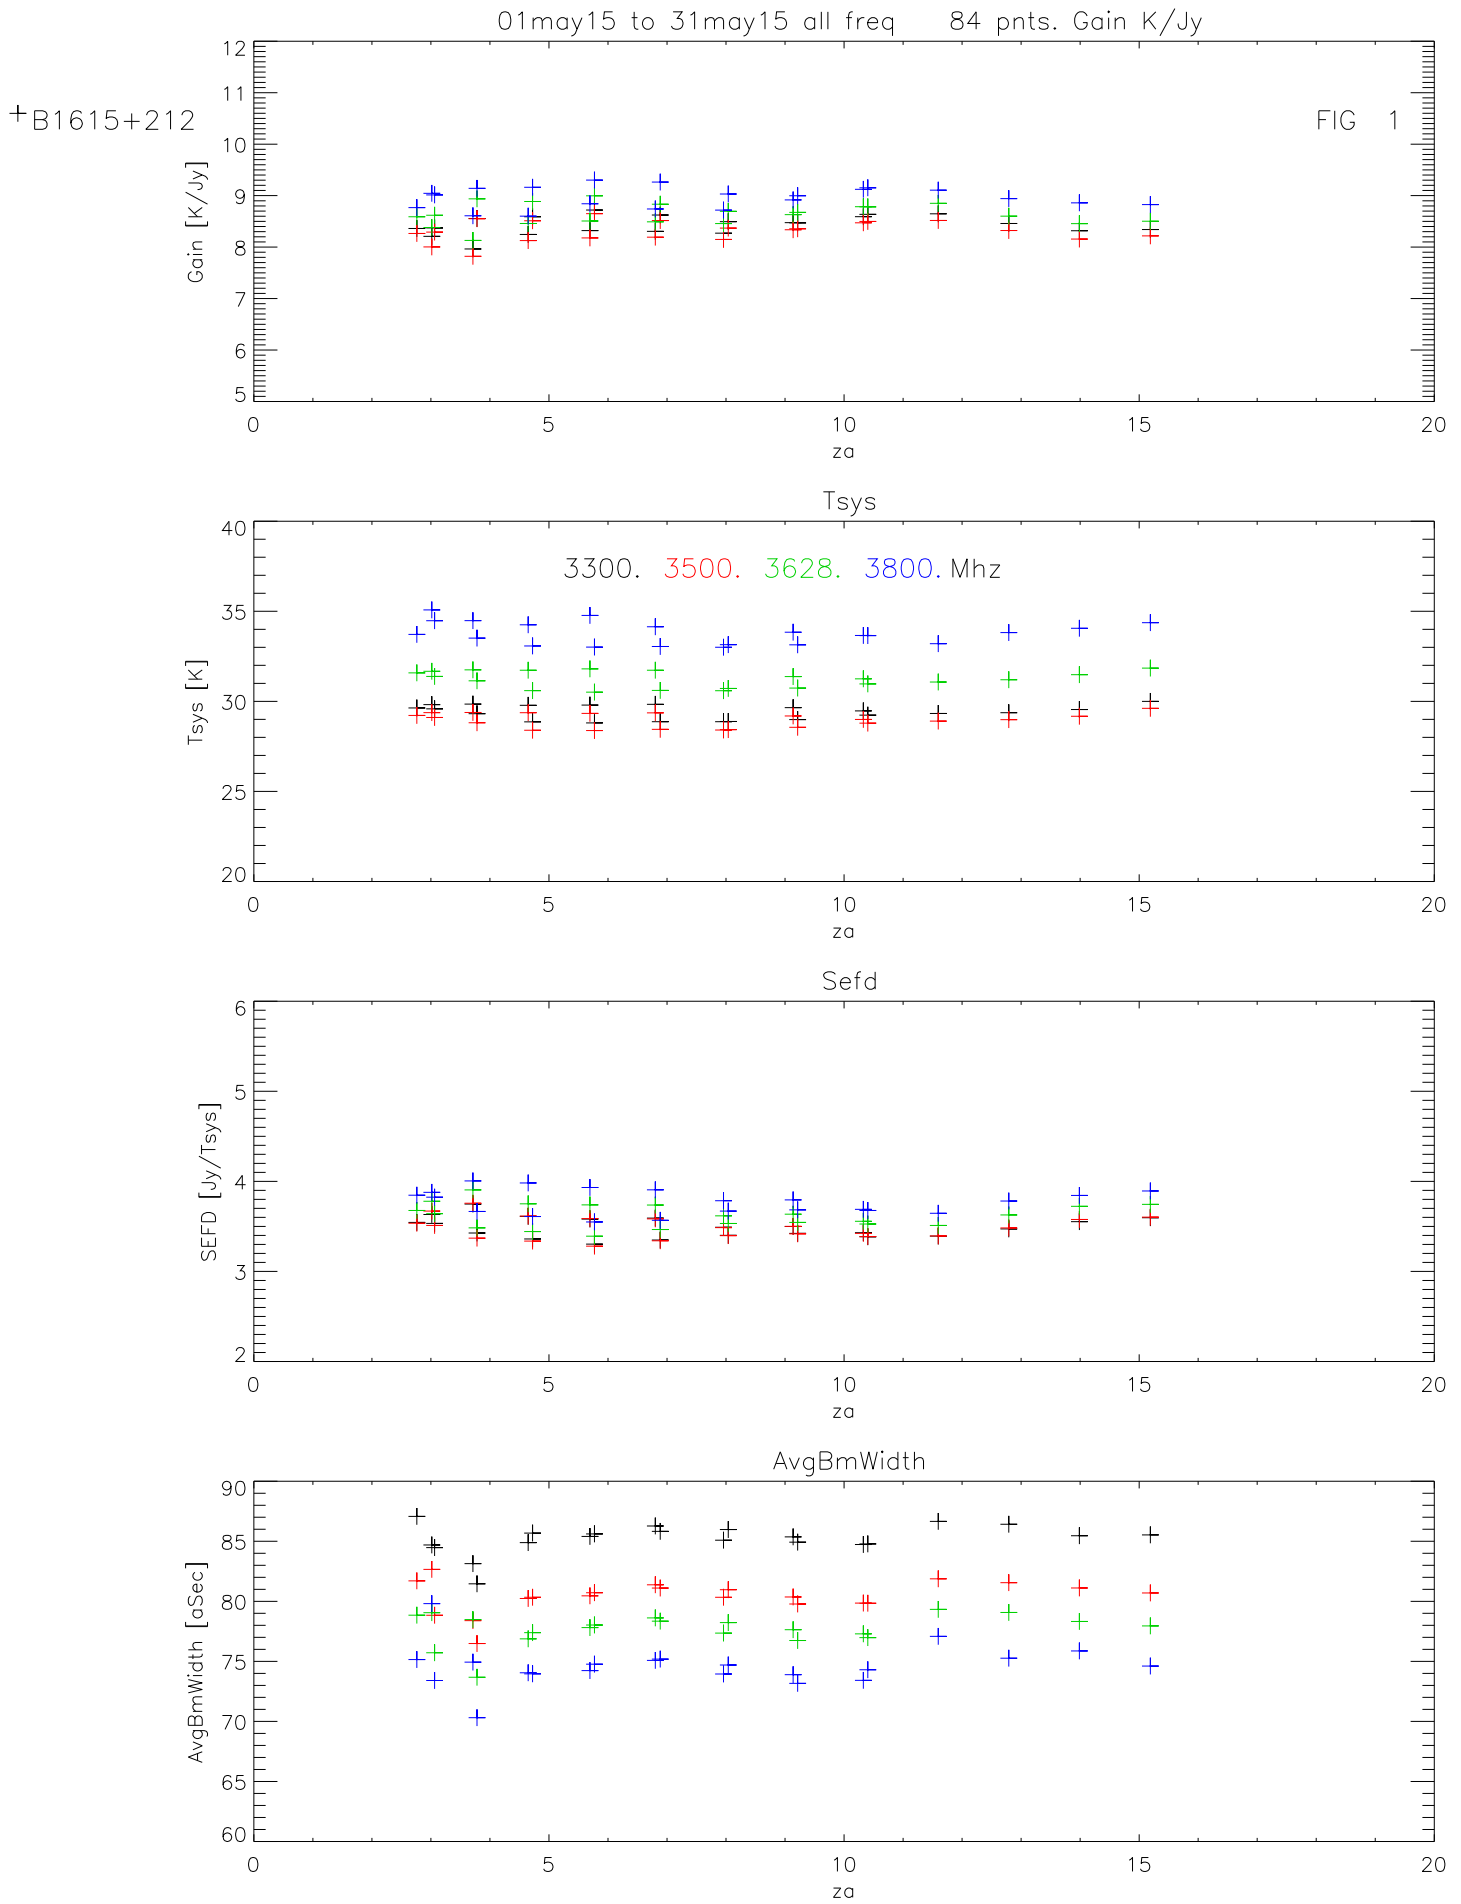 01may15 to 31may15 all freq 84 pnts. Gain K/Jy
+B1615+212
FIG 1
Gain [K/Jy]
12
11
10
9
8
7
6
5
0 5 10 15 20
za
Tsys
3300. 3500. 3628. 3800. Mhz
Tsys [K]
40
35
30
25
20
0 5 10 15 20
za
Sefd
SEFD [Jy/Tsys]
6
5
4
3
2
0 5 10 15 20
za
AvgBmWidth
AvgBmWidth [aSec]
90
85
80
75
70
65
60
0 5 10 15 20
za